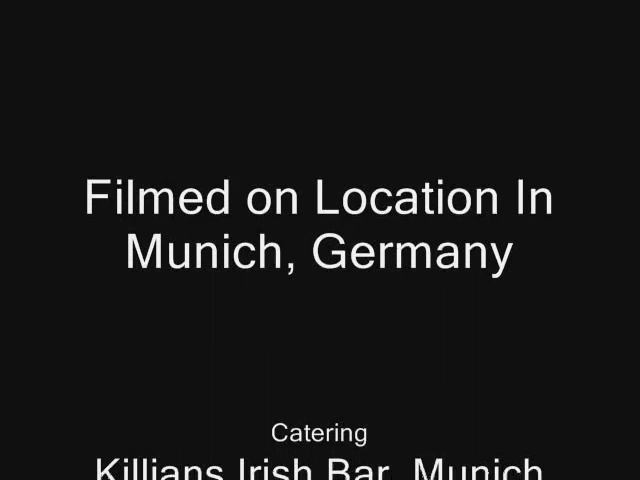 Filmed on Location In
Munich, Germany
Catering
Killians Irish Bar, Munich